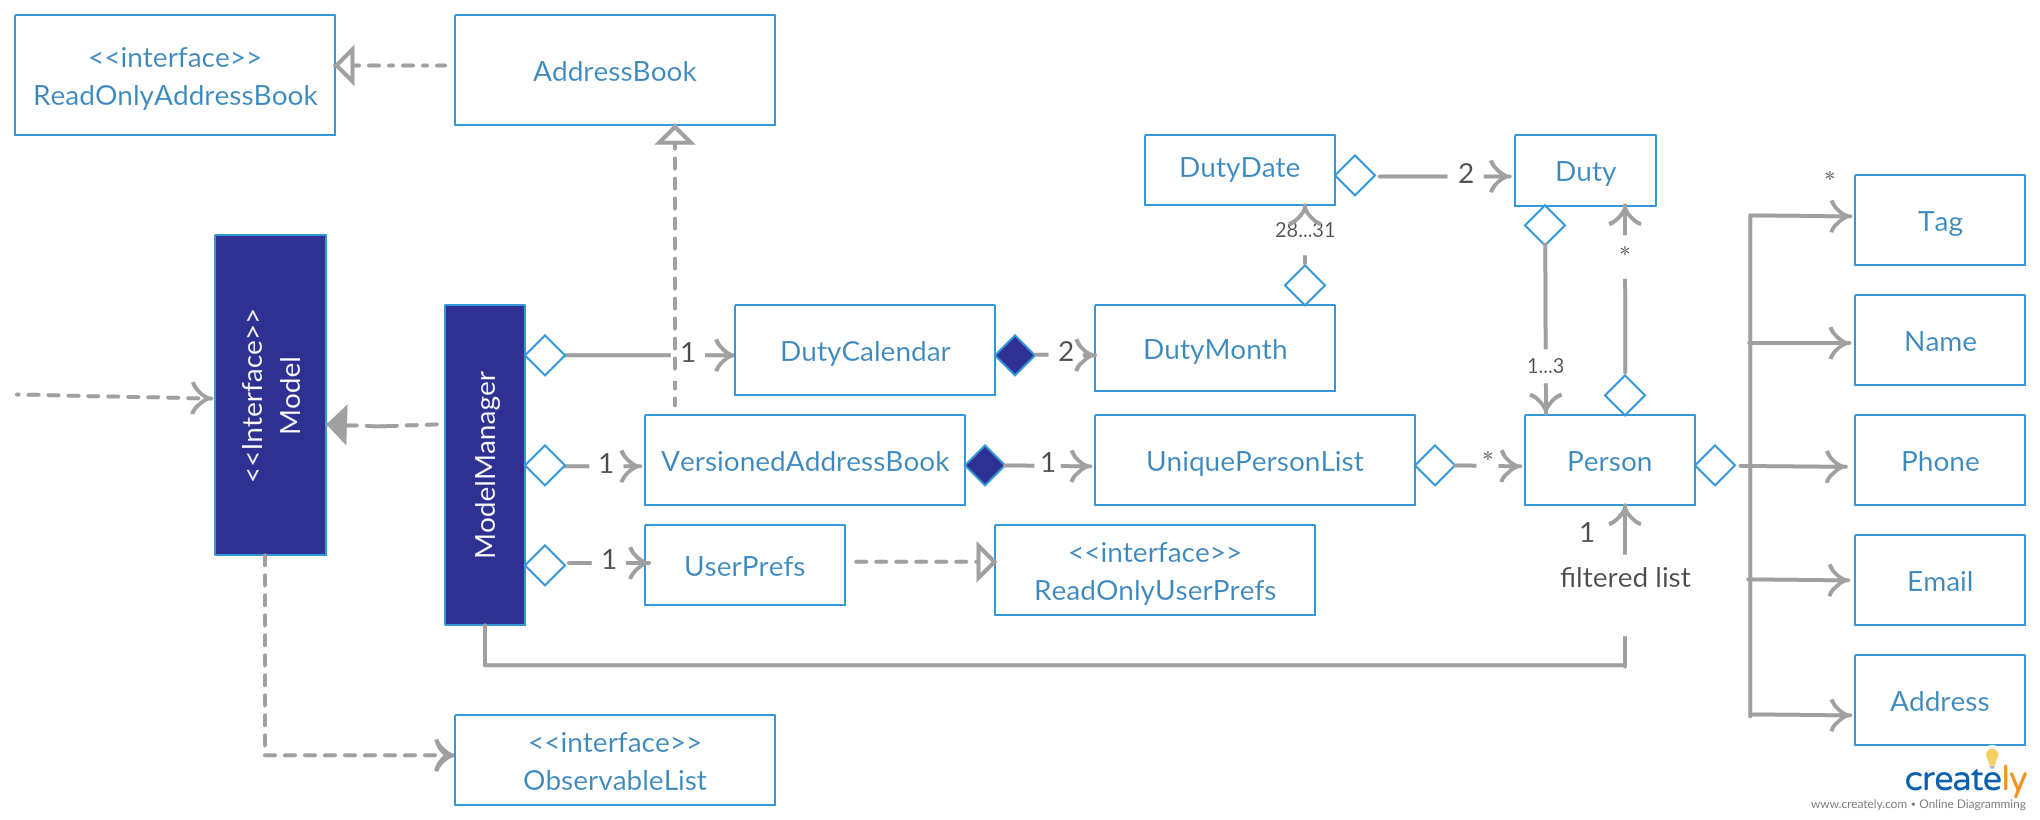 <<interface>>
ReadOnlyAddressBook
AddressBook
DutyDate
2
Duty
*
Tag
28...31
*
<<Interface>>
Model
ModelManager
1
DutyCalendar
2
DutyMonth
1...3
Name
1
VersionedAddressBook
1
UniquePersonList
*
Person
Phone
1
UserPrefs
<<interface>>
ReadOnlyUserPrefs
1
filtered list
Email
Address
<<interface>>
ObservableList
creately
www.creately.com • Online Diagramming